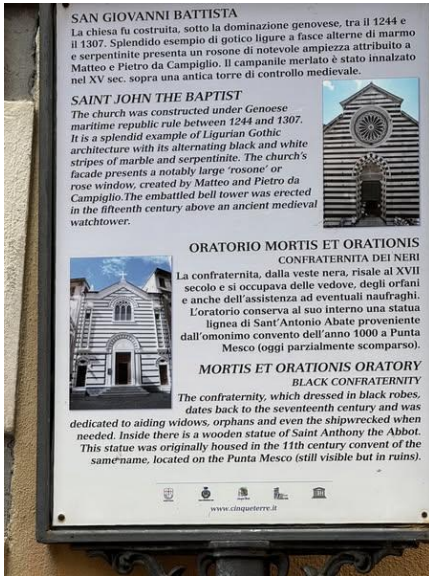 SAN GIOVANNI BATTISTA
La chiesa fu costruita, sotto la dominazione genovese, tra il 1244 e
il 1307. Splendido esempio di gotico ligure a fasce alterne di marmo
e serpentinite presenta un rosone di notevole ampiezza attribuito a
Matteo e Pietro da Campiglio. Il campanile merlato è stato innalzato
nel XV sec. sopra una antica torre di controllo medievale.
SAINT JOHN THE BAPTIST
The church was constructed under Genoese
maritime republic rule between 1244 and 1307.
It is a splendid example of Ligurian Gothic
architecture with its alternating black and white
stripes of marble and serpentinite. The church's
facade presents a notably large 'rosone' or
rose window, created by Matteo and Pietro da
Campiglio.The embattled bell tower was erected
in the fifteenth century above an ancient medieval
watchtower.
ORATORIO MORTIS ET ORATIONIS
CONFRATERNITA DEI NERI
La confraternita, dalla veste nera, risale al XVII
secolo e si occupava delle vedove, degli orfani
e anche dell'assistenza ad eventuali naufraghi.
L'oratorio conserva al suo interno una statua
lignea di Sant'Antonio Abate proveniente
dall'omonimo convento dell'anno 1000 a Punta
Mesco (oggi parzialmente scomparso).
MORTIS ET ORATIONIS ORATORY
BLACK CONFRATERNITY
The confraternity, which dressed in black robes,
dates back to the seventeenth century and was
dedicated to aiding widows, orphans and even the shipwrecked when
needed. Inside there is a wooden statue of Saint Anthony the Abbot.
This statue was originally housed in the 11th century convent of the
same name, located on the Punta Mesco (still visible but in ruins).
www.cinqueterre.it